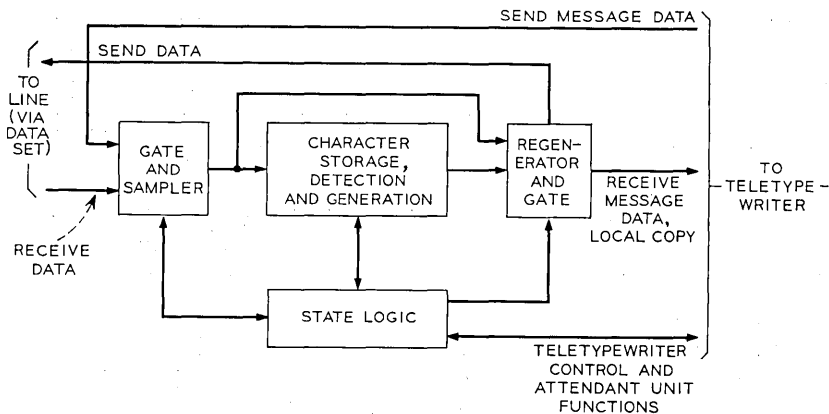 SEND MESSAGE DATA
SEND DATA
TO
LINE
(VIA
DATA
SET)
GATE
AND
SAMPLER
CHARACTER
STORAGE,
DETECTION
AND GENERATION
REGEN-
ERATOR
AND
GATE
RECEIVE
MESSAGE
DATA,
LOCAL COPY
TO
TELETYPE-
WRITER
RECEIVE
DATA
STATE LOGIC
TELETYPEWRITER
CONTROL AND
ATTENDANT UNIT
FUNCTIONS